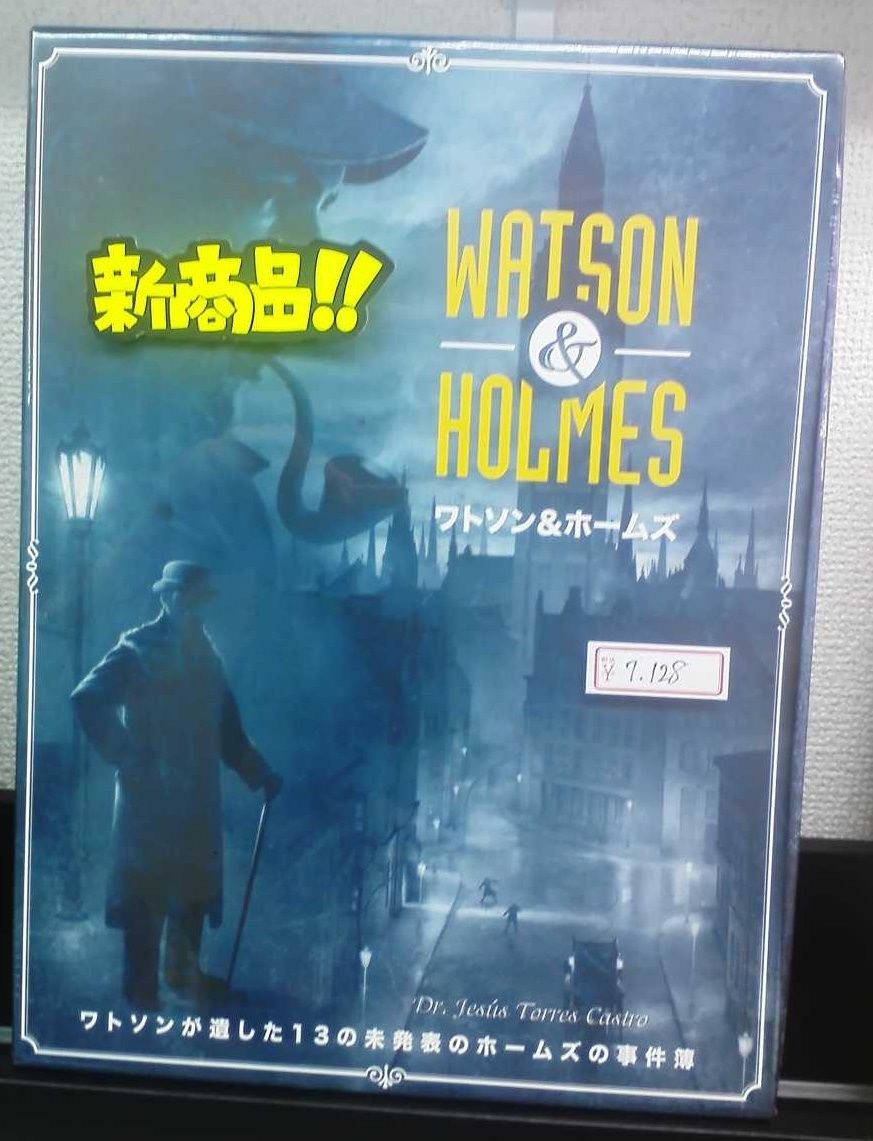 新商品!!
WATSON
&
HOLMES
ワトソン&ホームズ
税込
¥7.128
Dr. Jesús Torres Castro
ワトソンが遺した13の未発表のホームズの事件簿